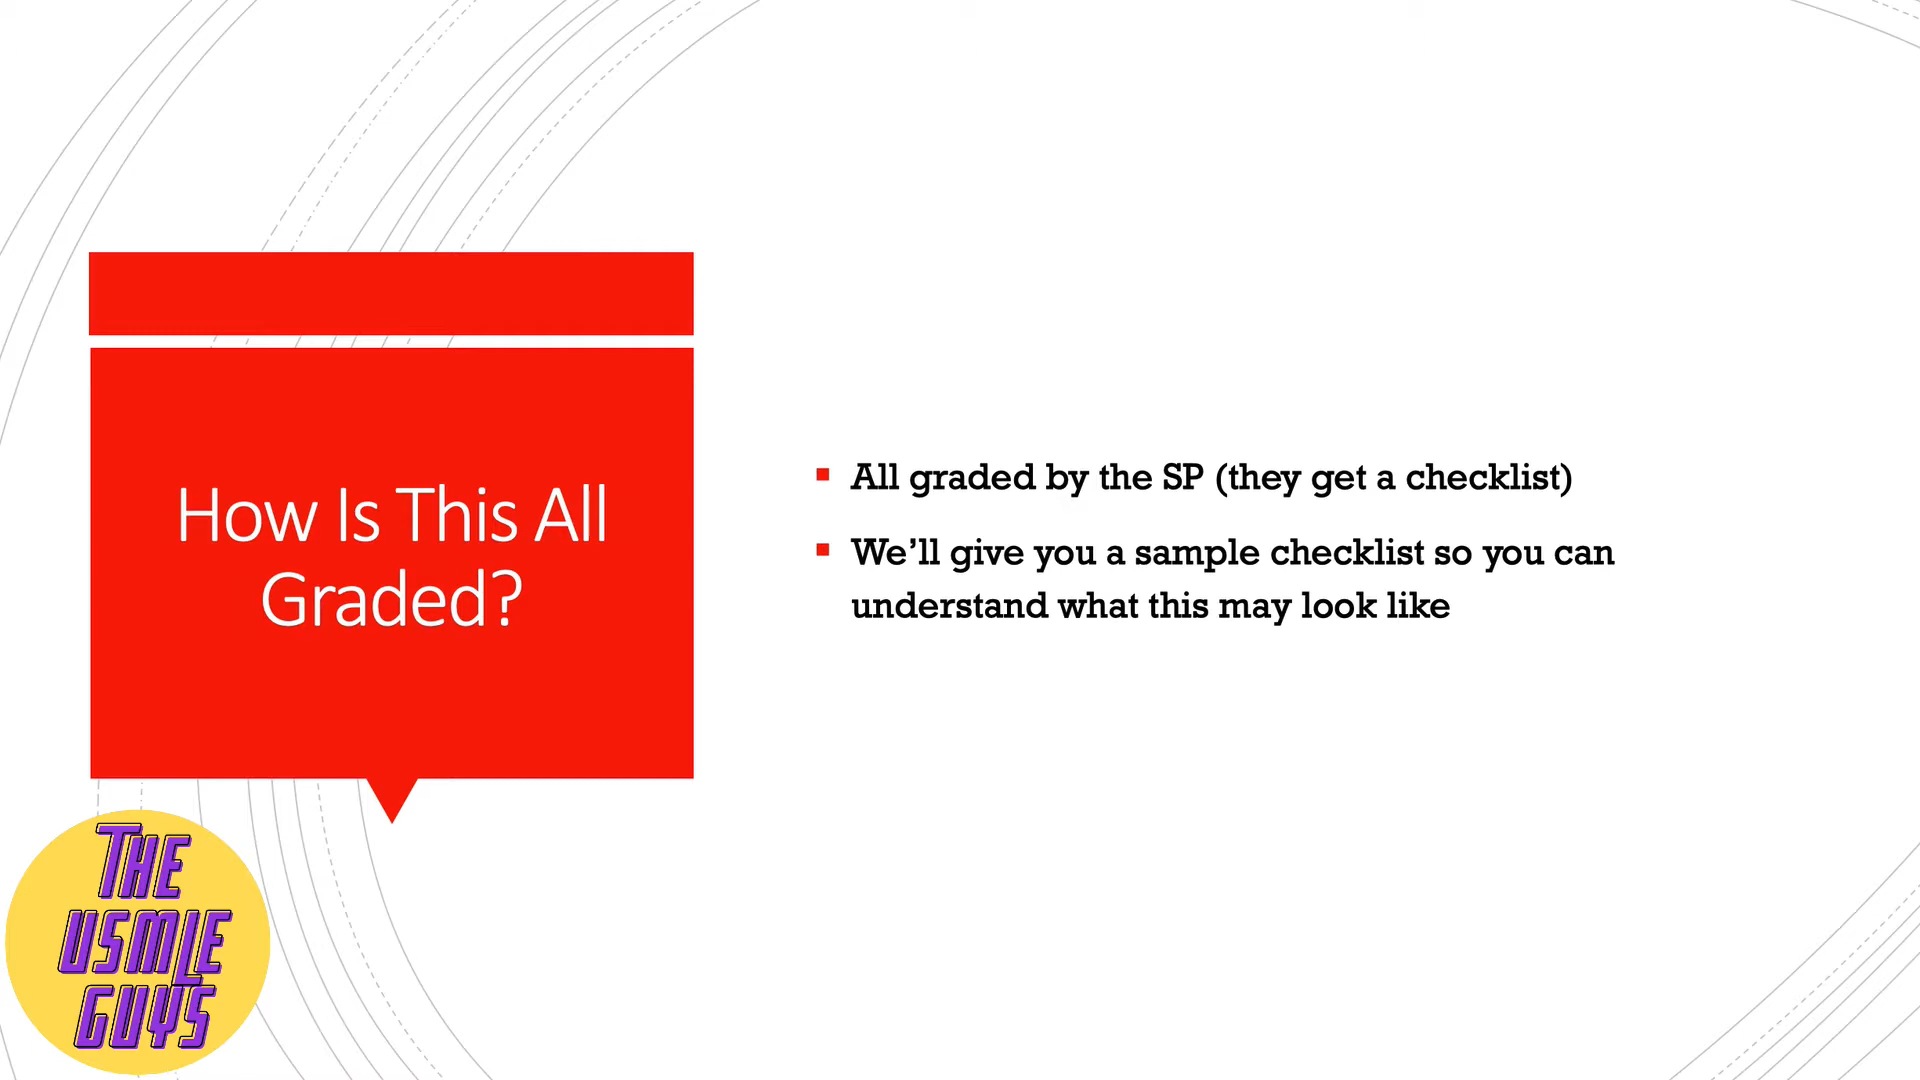 How Is This All
Graded?
All graded by the SP (they get a checklist)
We’ll give you a sample checklist so you can
understand what this may look like
THE
USMLE
GUYS